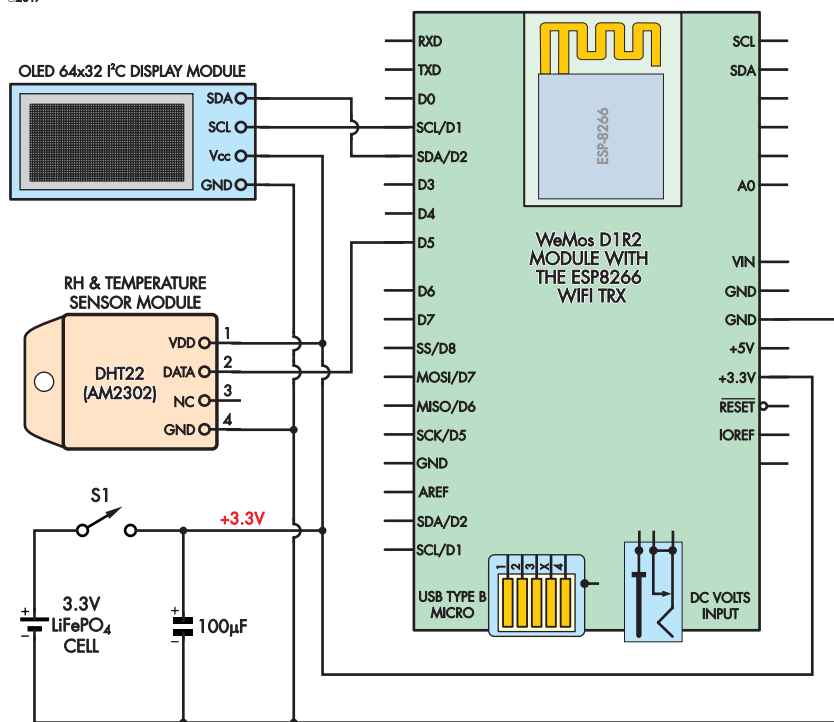 OLED 64x32 I²C DISPLAY MODULE
SDA
SCL
Vcc
GND
RH & TEMPERATURE
SENSOR MODULE
DHT22
(AM2302)
VDD
DATA
NC
GND
1
2
3
4
S1
+3.3V
+
3.3V
LiFePO4
CELL
−
+
100µF
−
RXD
TXD
D0
SCL/D1
SDA/D2
D3
D4
D5
D6
D7
SS/D8
MOSI/D7
MISO/D6
SCK/D5
GND
AREF
SDA/D2
SCL/D1
ESP-8266
WeMos D1R2
MODULE WITH
THE ESP8266
WIFI TRX
SCL
SDA
A0
VIN
GND
GND
+5V
+3.3V
RESET
IOREF
USB TYPE B
MICRO
1 2 3 X 4
DC VOLTS
INPUT